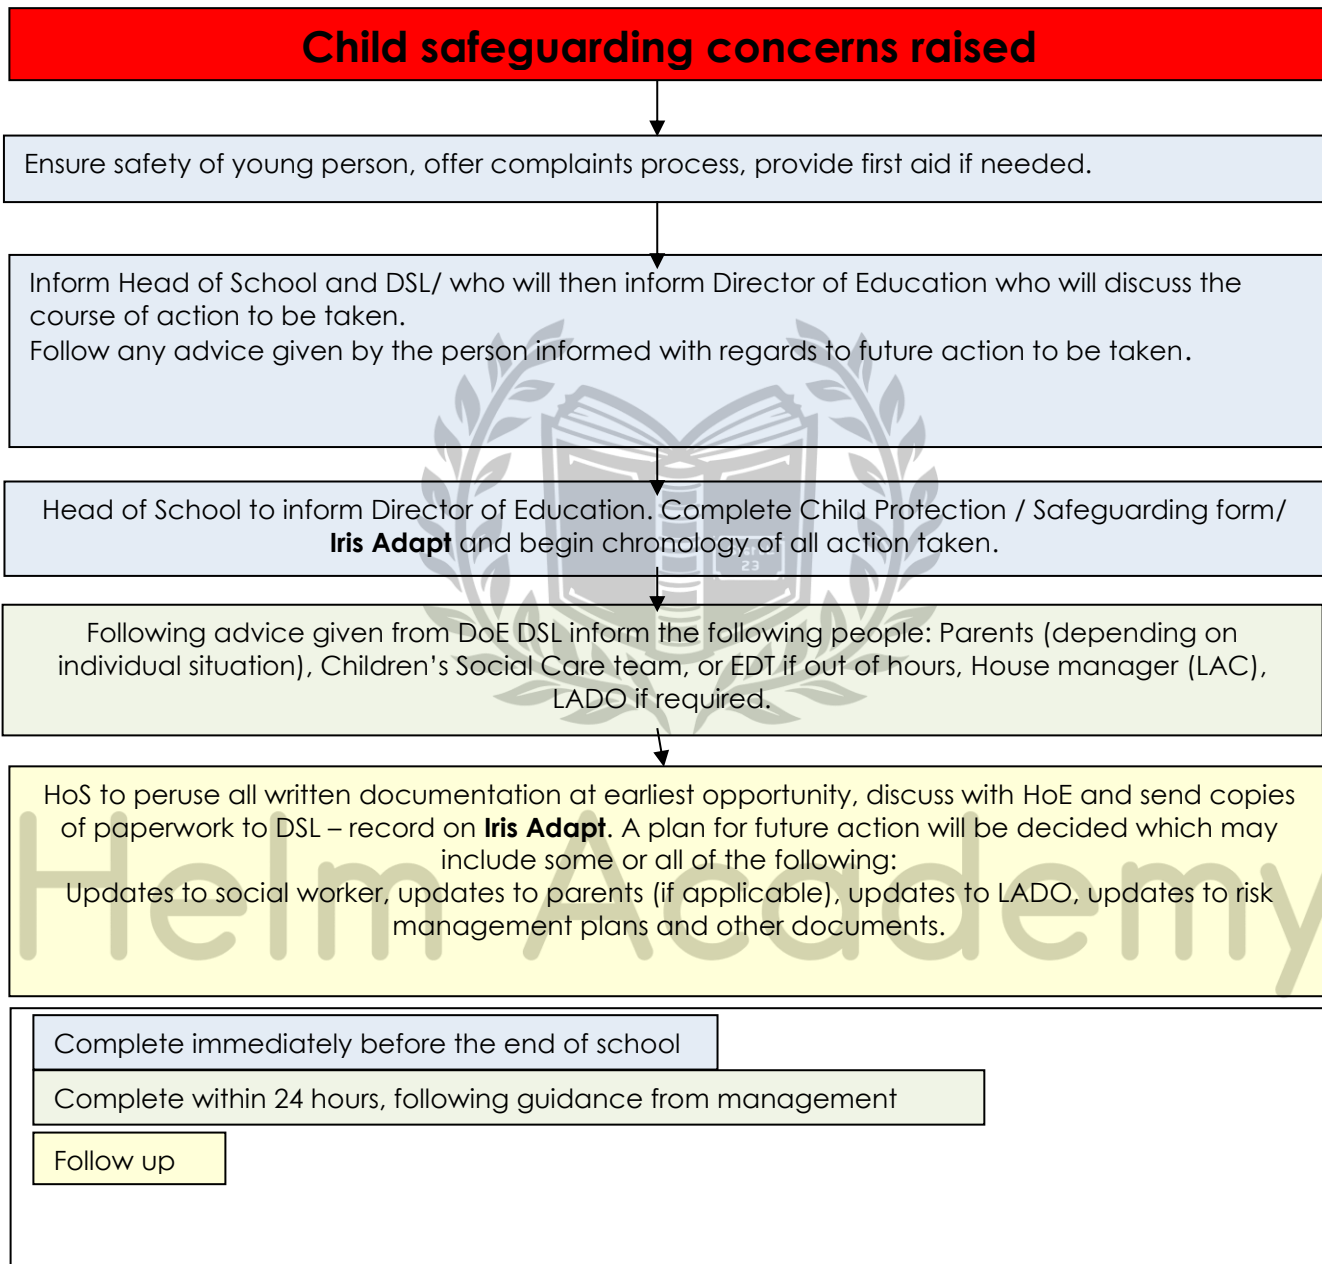 Child safeguarding concerns raised
Ensure safety of young person, offer complaints process, provide first aid if needed.
Inform Head of School and DSL/ who will then inform Director of Education who will discuss the
course of action to be taken.
Follow any advice given by the person informed with regards to future action to be taken.
Head of School to inform Director of Education. Complete Child Protection / Safeguarding form/
Iris Adapt and begin chronology of all action taken.
23
Following advice given from DoE DSL inform the following people: Parents (depending on
individual situation), Children’s Social Care team, or EDT if out of hours, House manager (LAC),
LADO if required.
HoS to peruse all written documentation at earliest opportunity, discuss with HoE and send copies
of paperwork to DSL – record on Iris Adapt. A plan for future action will be decided which may
include some or all of the following:
Updates to social worker, updates to parents (if applicable), updates to LADO, updates to risk
management plans and other documents.
Helm Academy
Complete immediately before the end of school
Complete within 24 hours, following guidance from management
Follow up